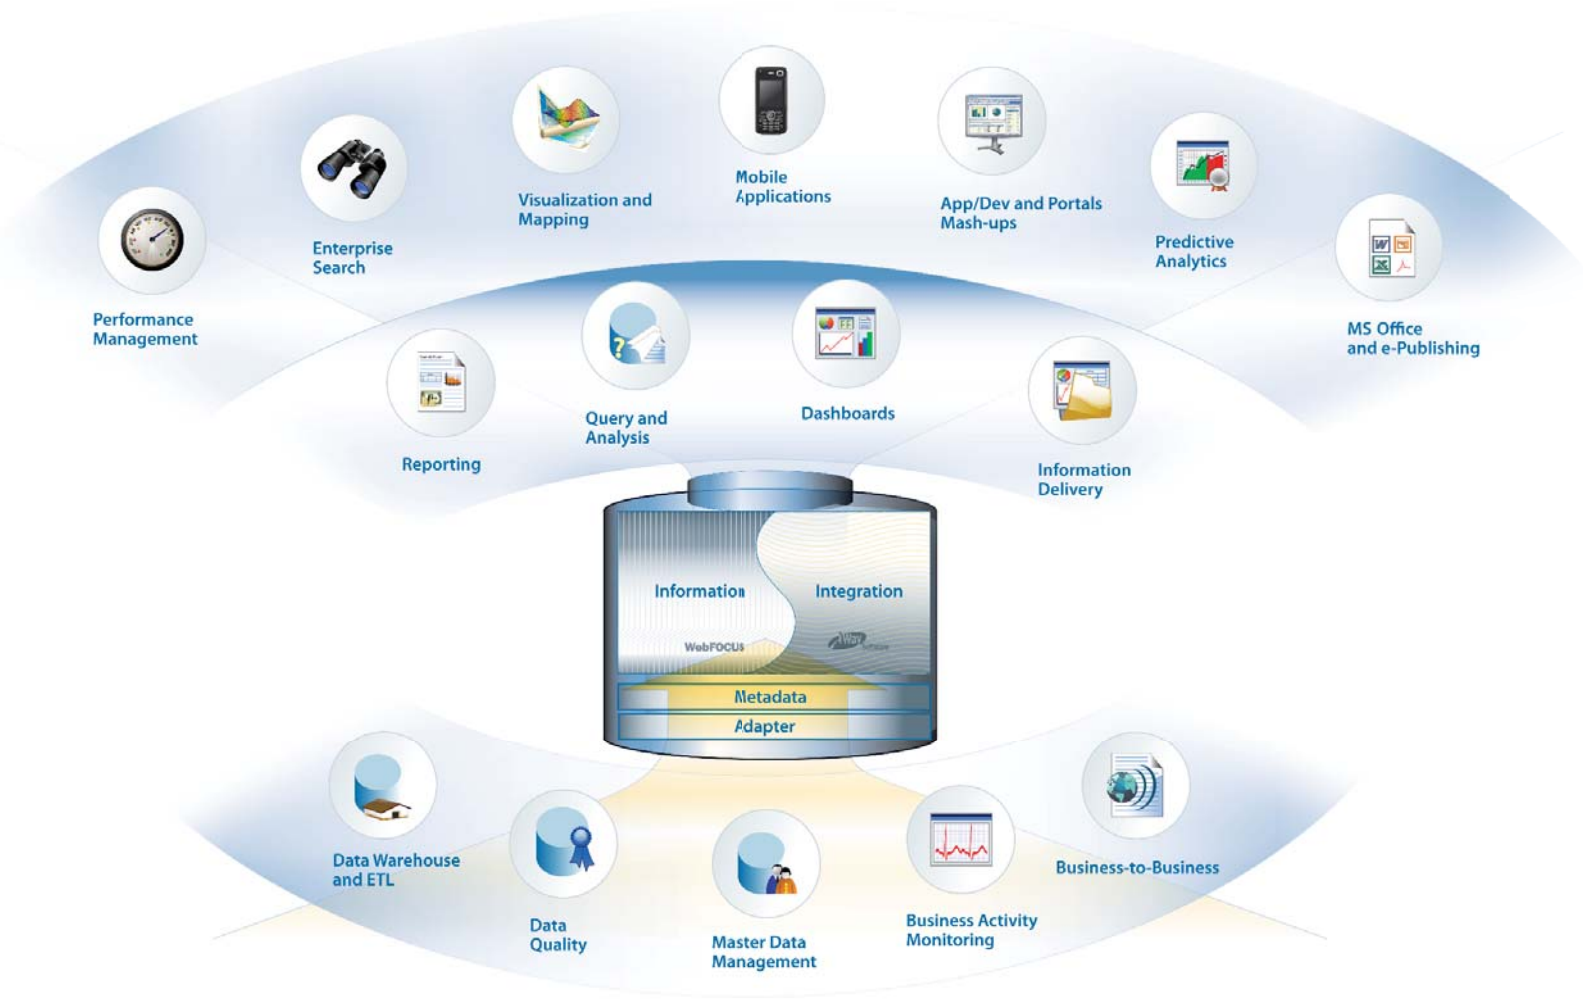 Mobile
Applications
Visualization and
Mapping
App/Dev and Portals
Mash-ups
Enterprise
Search
Predictive
Analytics
Performance
Management
MS Office
and e-Publishing
Query and
Analysis
Dashboards
Reporting
Information
Delivery
Information
Integration
WebFOCUS
iWay
Software
Metadata
Adapter
Data Warehouse
and ETL
Data
Quality
Master Data
Management
Business Activity
Monitoring
Business-to-Business